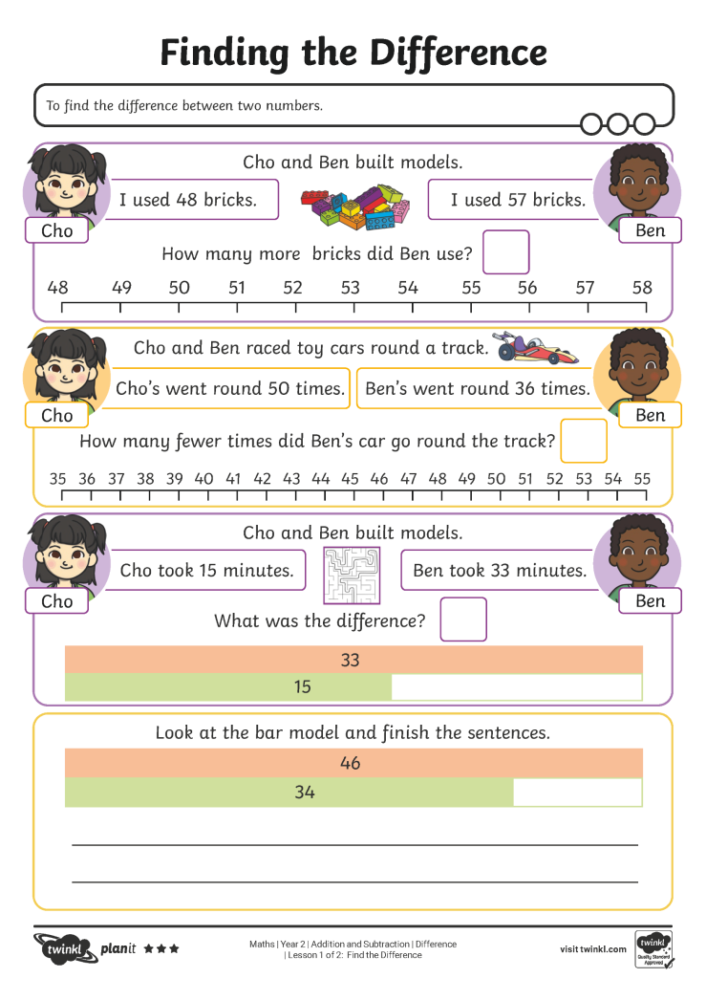 Finding the Difference
To find the difference between two numbers.
Cho and Ben built models.
I used 48 bricks.
I used 57 bricks.
Cho
Ben
How many more bricks did Ben use?
48 49 50 51 52 53 54 55 56 57 58
Cho and Ben raced toy cars round a track.
Cho's went round 50 times.
Ben's went round 36 times.
Cho
Ben
How many fewer times did Ben's car go round the track?
35 36 37 38 39 40 41 42 43 44 45 46 47 48 49 50 51 52 53 54 55
Cho and Ben built models.
Cho took 15 minutes.
Ben took 33 minutes.
Cho
Ben
What was the difference?
33
15
Look at the bar model and finish the sentences.
46
34
twinkl planit
Maths | Year 2 | Addition and Subtraction | Difference
| Lesson 1 of 2: Find the Difference
visit twinkl.com
twinkl
Quality Standard
Approved